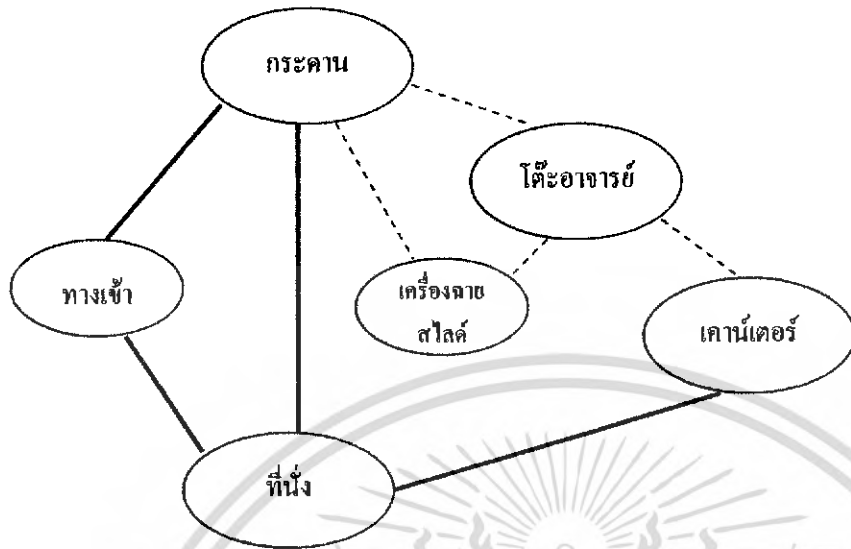 กระดาน
โต๊ะอาจารย์
ทางเข้า
เครื่องฉาย
สไลด์
เคาน์เตอร์
ที่นั่ง